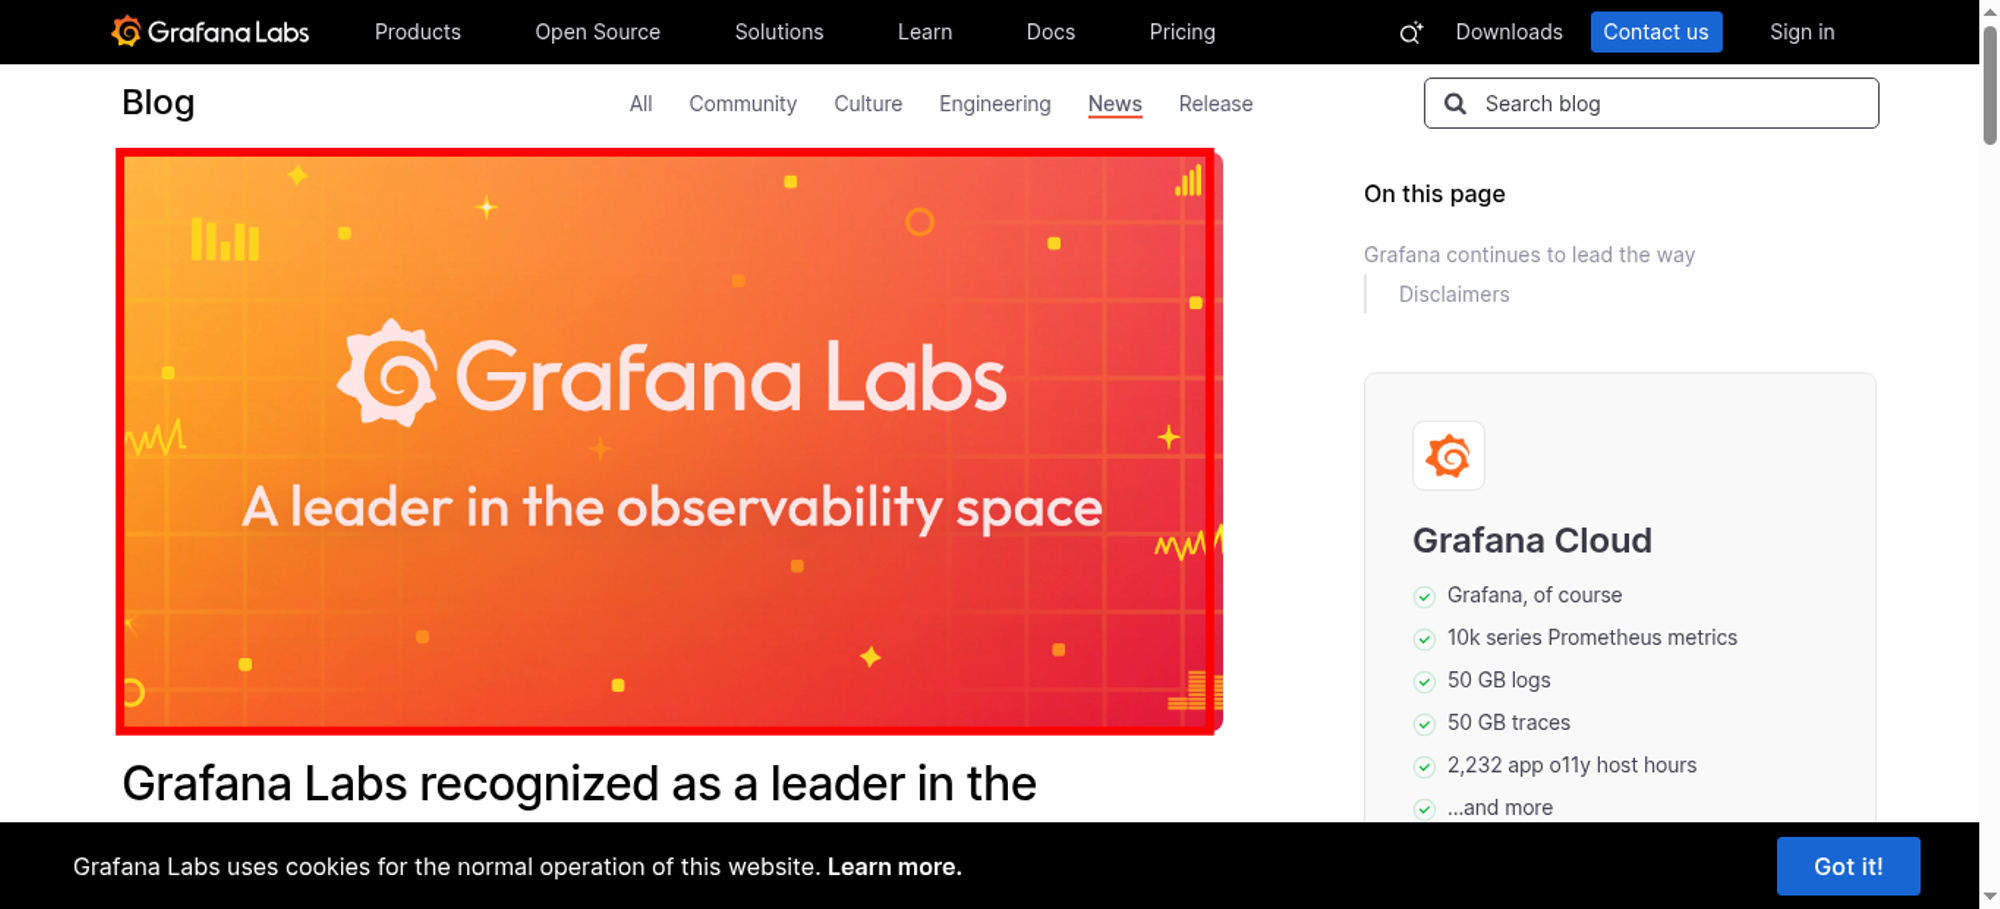 Grafana Labs
Products
Open Source
Solutions
Learn
Docs
Pricing
Downloads
Contact us
Sign in
Blog
All
Community
Culture
Engineering
News
Release
Search blog
Grafana Labs
A leader in the observability space
Grafana Labs recognized as a leader in the
On this page
Grafana continues to lead the way
Disclaimers
Grafana Cloud
Grafana, of course
10k series Prometheus metrics
50 GB logs
50 GB traces
2,232 app o11y host hours
...and more
Grafana Labs uses cookies for the normal operation of this website. Learn more.
Got it!